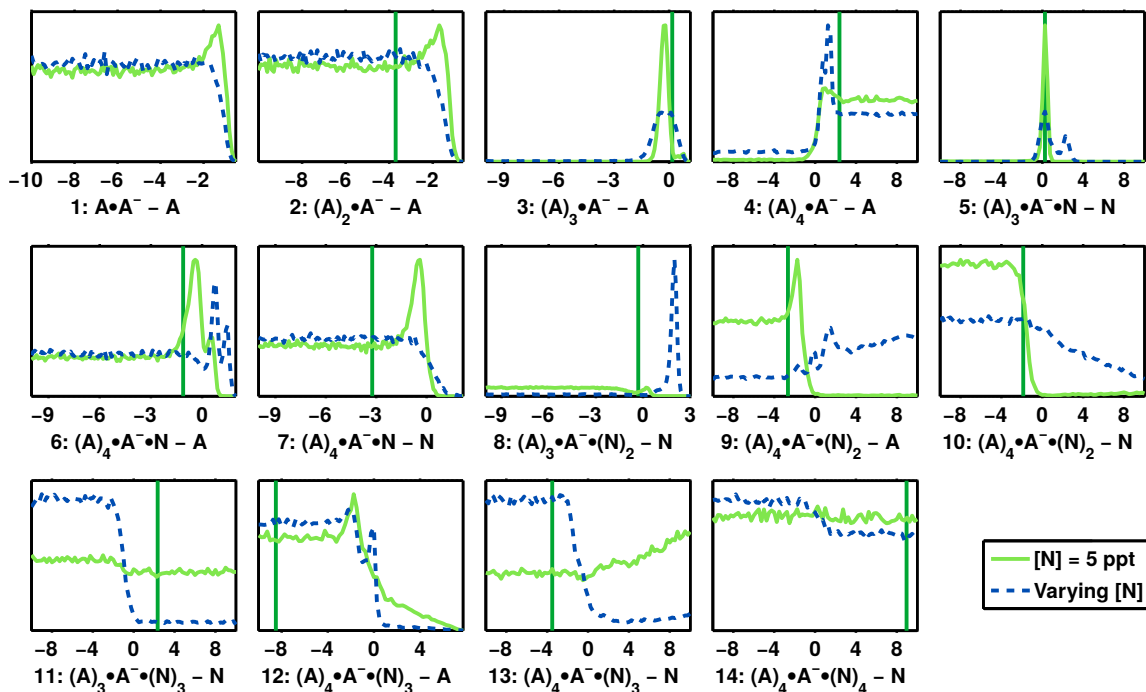 −10 −8 −6 −4 −2
1: A•A⁻ − A
−8 −6 −4 −2
2: (A)₂•A⁻ − A
−9 −6 −3 0
3: (A)₃•A⁻ − A
−8 −4 0 4 8
4: (A)₄•A⁻ − A
−8 −4 0 4 8
5: (A)₃•A⁻•N − N
−9 −6 −3 0
6: (A)₄•A⁻•N − A
−9 −6 −3 0
7: (A)₄•A⁻•N − N
−9 −6 −3 0 3
8: (A)₃•A⁻•(N)₂ − N
−8 −4 0 4 8
9: (A)₄•A⁻•(N)₂ − A
−8 −4 0 4 8
10: (A)₄•A⁻•(N)₂ − N
−8 −4 0 4 8
11: (A)₃•A⁻•(N)₃ − N
−8 −4 0 4
12: (A)₄•A⁻•(N)₃ − A
−8 −4 0 4 8
13: (A)₄•A⁻•(N)₃ − N
−8 −4 0 4 8
14: (A)₄•A⁻•(N)₄ − N
[N] = 5 ppt
Varying [N]